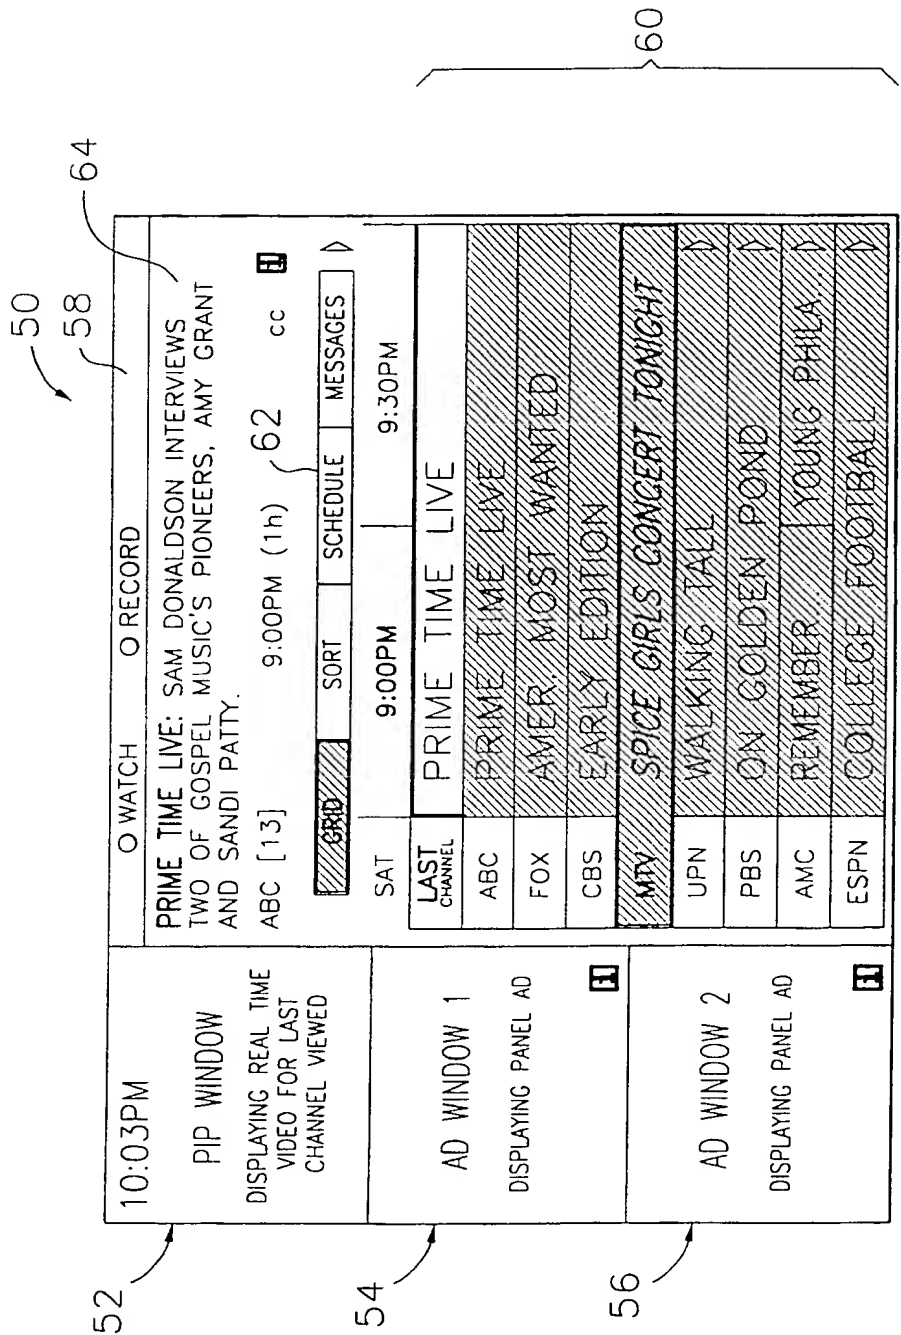 50
58
64
10:03PM
PIP WINDOW
DISPLAYING REAL TIME
VIDEO FOR LAST
CHANNEL VIEWED
52
AD WINDOW 1
DISPLAYING PANEL AD
i
54
AD WINDOW 2
DISPLAYING PANEL AD
i
56
O WATCH O RECORD
PRIME TIME LIVE: SAM DONALDSON INTERVIEWS
TWO OF GOSPEL MUSIC'S PIONEERS, AMY GRANT
AND SANDI PATTY.
ABC [13] 9:00PM (1h) cc i
62
GRID SORT SCHEDULE MESSAGES
SAT 9:00PM 9:30PM
LAST CHANNEL PRIME TIME LIVE
ABC PRIME TIME LIVE
FOX AMER. MOST WANTED
CBS EARLY EDITION
MTV SPICE GIRLS CONCERT TONIGHT
UPN WALKING TALL
PBS ON GOLDEN POND
AMC REMEMBER... YOUNG PHILA...
ESPN COLLEGE FOOTBALL
60